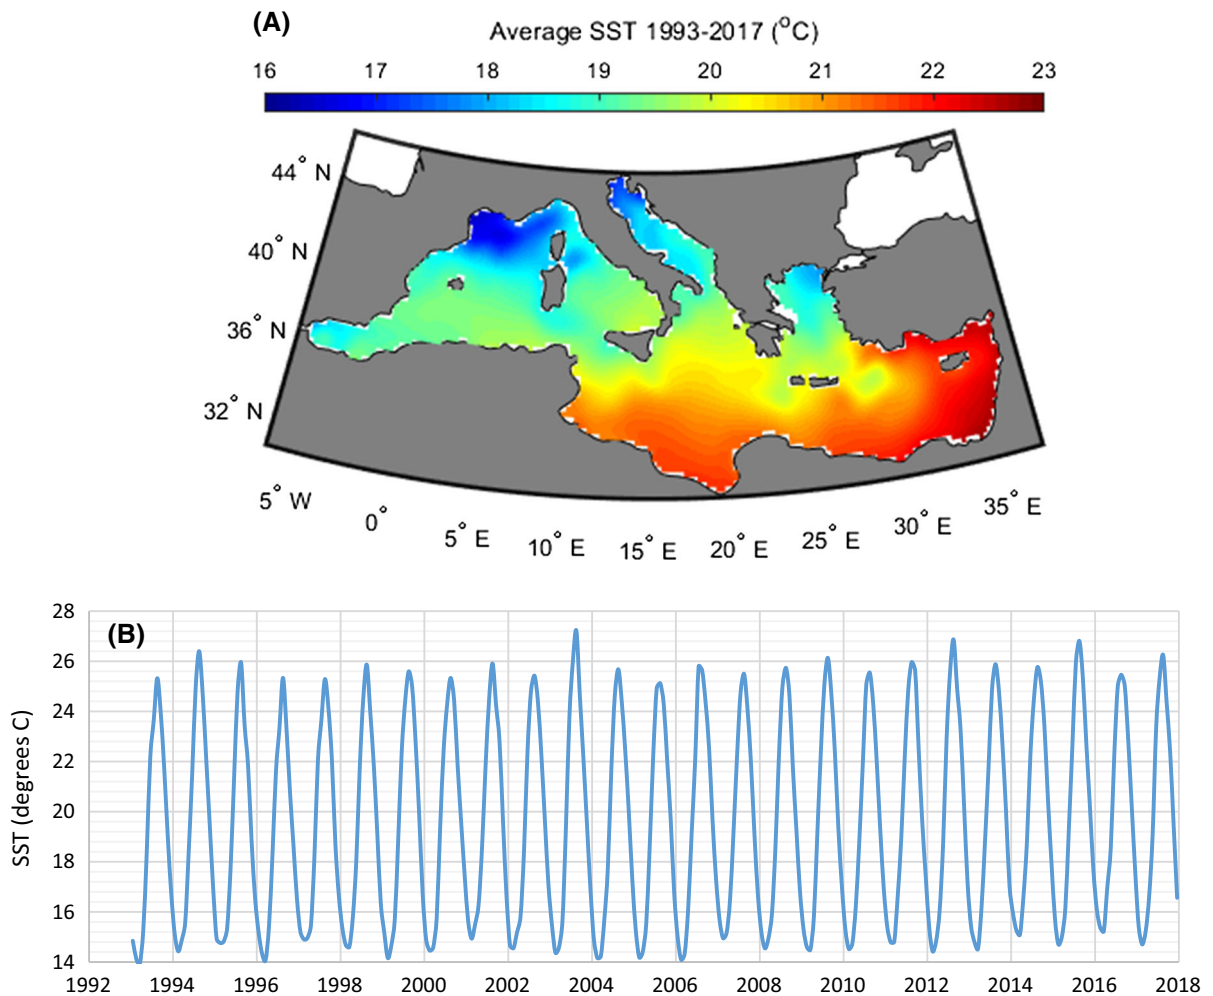 (A)
Average SST 1993-2017 (°C)
16 17 18 19 20 21 22 23
44° N
40° N
36° N
32° N
5° W 0° 5° E 10° E 15° E 20° E 25° E 30° E 35° E
(B)
SST (degrees C)
28
26
24
22
20
18
16
14
1992 1994 1996 1998 2000 2002 2004 2006 2008 2010 2012 2014 2016 2018